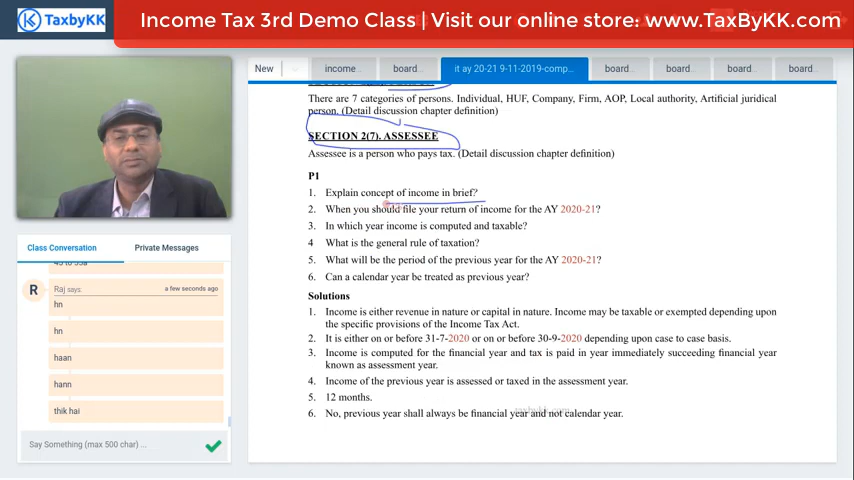 Income Tax 3rd Demo Class | Visit our online store: www.TaxByKK.com
TaxbyKK
New
income...
board...
it ay 20-21 9-11-2019-comp...
board...
board...
board...
board...
There are 7 categories of persons. Individual, HUF, Company, Firm, AOP, Local authority, Artificial juridical
person. (Detail discussion chapter definition)
SECTION 2(7). ASSESSEE
Assessee is a person who pays tax. (Detail discussion chapter definition)
P1
1. Explain concept of income in brief?
2. When you should file your return of income for the AY 2020-21?
3. In which year income is computed and taxable?
4 What is the general rule of taxation?
5. What will be the period of the previous year for the AY 2020-21?
6. Can a calendar year be treated as previous year?
Solutions
1. Income is either revenue in nature or capital in nature. Income may be taxable or exempted depending upon
the specific provisions of the Income Tax Act.
2. It is either on or before 31-7-2020 or on or before 30-9-2020 depending upon case to case basis.
3. Income is computed for the financial year and tax is paid in year immediately succeeding financial year
known as assessment year.
4. Income of the previous year is assessed or taxed in the assessment year.
5. 12 months.
6. No, previous year shall always be financial year and not calendar year.
taxbykk.com
Class Conversation
Private Messages
R
Raj says:
a few seconds ago
hn
hn
haan
hann
thik hai
Say Something (max 500 char) ...